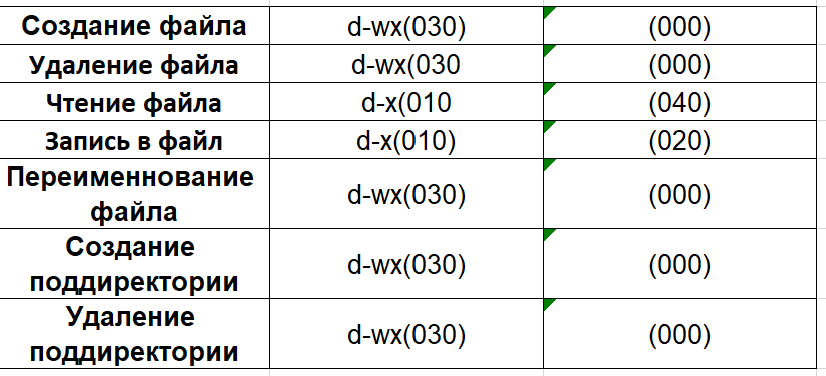 Создание файла d-wx(030) (000)
Удаление файла d-wx(030 (000)
Чтение файла d-x(010 (040)
Запись в файл d-x(010) (020)
Переименнование
файла d-wx(030) (000)
Создание
поддиректории d-wx(030) (000)
Удаление
поддиректории d-wx(030) (000)